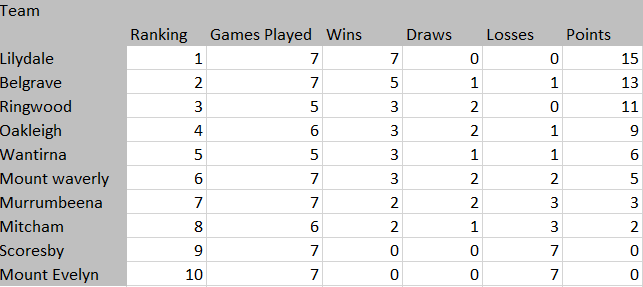 Team
Ranking Games Played Wins Draws Losses Points
Lilydale 1 7 7 0 0 15
Belgrave 2 7 5 1 1 13
Ringwood 3 5 3 2 0 11
Oakleigh 4 6 3 2 1 9
Wantirna 5 5 3 1 1 6
Mount waverly 6 7 3 2 2 5
Murrumbeena 7 7 2 2 3 3
Mitcham 8 6 2 1 3 2
Scoresby 9 7 0 0 7 0
Mount Evelyn 10 7 0 0 7 0